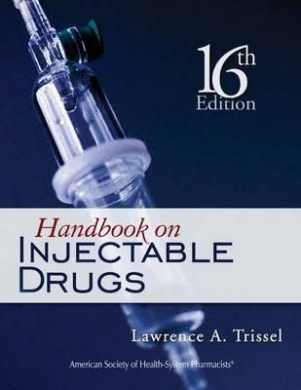 16th
Edition
Handbook on
INJECTABLE
DRUGS
Lawrence A. Trissel
American Society of Health-System Pharmacists®